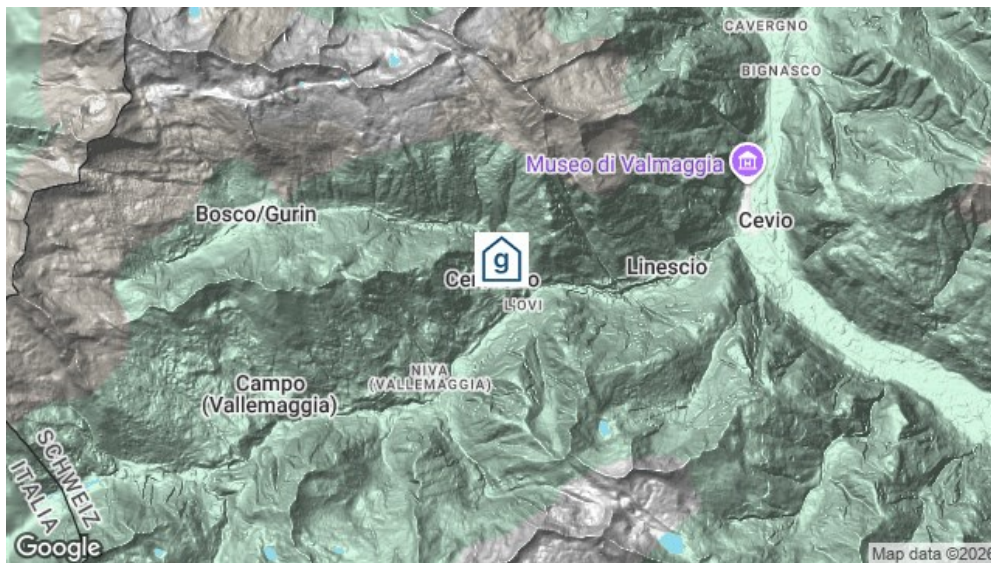 CAVERGNO
BIGNASCO
Museo di Valmaggia
Bosco/Gurin
Cevio
Linescio
g
L'OVI
NIVA
(VALLEMAGGIA)
Campo
(Vallemaggia)
SCHWEIZ
ITALIA
Google
Map data ©2026